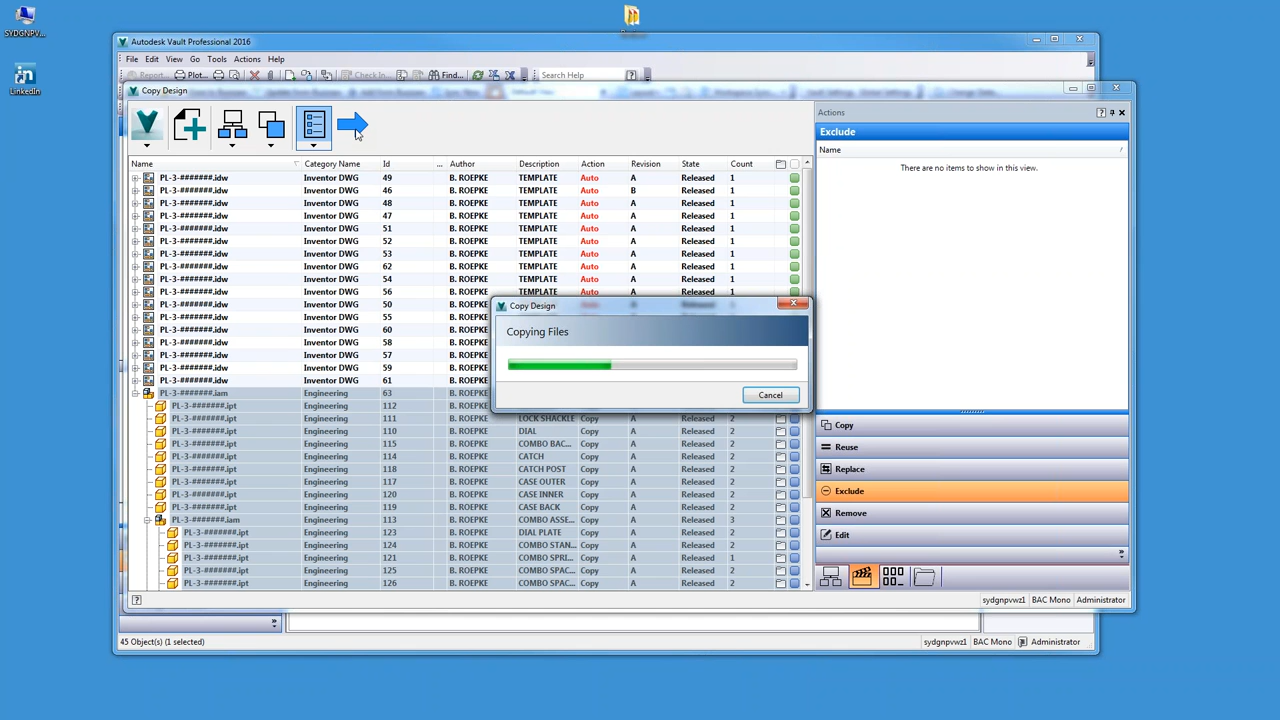 SYDGNPV...
LinkedIn
Autodesk Vault Professional 2016
File Edit View Go Tools Actions Help
Report... Plot... Check In... Find... Search Help
Copy Design
Actions
Exclude
Name
There are no items to show in this view.
Name Category Name Id ... Author Description Action Revision State Count
PL-3-#######.idw Inventor DWG 49 B. ROEPKE TEMPLATE Auto A Released 1
PL-3-#######.idw Inventor DWG 46 B. ROEPKE TEMPLATE Auto B Released 1
PL-3-#######.idw Inventor DWG 48 B. ROEPKE TEMPLATE Auto A Released 1
PL-3-#######.idw Inventor DWG 47 B. ROEPKE TEMPLATE Auto A Released 1
PL-3-#######.idw Inventor DWG 51 B. ROEPKE TEMPLATE Auto A Released 1
PL-3-#######.idw Inventor DWG 52 B. ROEPKE TEMPLATE Auto A Released 1
PL-3-#######.idw Inventor DWG 53 B. ROEPKE TEMPLATE Auto A Released 1
PL-3-#######.idw Inventor DWG 62 B. ROEPKE TEMPLATE Auto A Released 1
PL-3-#######.idw Inventor DWG 54 B. ROEPKE TEMPLATE Auto A Released 1
PL-3-#######.idw Inventor DWG 56 B. ROEPKE TEMPLATE Auto A Released 1
PL-3-#######.idw Inventor DWG 50 B. ROEPKE
PL-3-#######.idw Inventor DWG 55 B. ROEPKE
PL-3-#######.idw Inventor DWG 60 B. ROEPKE
PL-3-#######.idw Inventor DWG 58 B. ROEPKE
PL-3-#######.idw Inventor DWG 57 B. ROEPKE
PL-3-#######.idw Inventor DWG 59 B. ROEPKE
PL-3-#######.idw Inventor DWG 61 B. ROEPKE
PL-3-#######.iam Engineering 63 B. ROEPKE
PL-3-#######.ipt Engineering 112 B. ROEPKE
PL-3-#######.ipt Engineering 111 B. ROEPKE LOCK SHACKLE Copy A Released 2
PL-3-#######.ipt Engineering 110 B. ROEPKE DIAL Copy A Released 2
PL-3-#######.ipt Engineering 115 B. ROEPKE COMBO BAC... Copy A Released 2
PL-3-#######.ipt Engineering 114 B. ROEPKE CATCH Copy A Released 2
PL-3-#######.ipt Engineering 118 B. ROEPKE CATCH POST Copy A Released 2
PL-3-#######.ipt Engineering 117 B. ROEPKE CASE OUTER Copy A Released 2
PL-3-#######.ipt Engineering 120 B. ROEPKE CASE INNER Copy A Released 2
PL-3-#######.ipt Engineering 119 B. ROEPKE CASE BACK Copy A Released 2
PL-3-#######.iam Engineering 113 B. ROEPKE COMBO ASSE... Copy A Released 3
PL-3-#######.ipt Engineering 123 B. ROEPKE DIAL PLATE Copy A Released 2
PL-3-#######.ipt Engineering 124 B. ROEPKE COMBO STAN... Copy A Released 2
PL-3-#######.ipt Engineering 121 B. ROEPKE COMBO SPRI... Copy A Released 1
PL-3-#######.ipt Engineering 125 B. ROEPKE COMBO SPAC... Copy A Released 2
PL-3-#######.ipt Engineering 126 B. ROEPKE COMBO SPAC... Copy A Released 2
Copy Design
Copying Files
Cancel
Copy
Reuse
Replace
Exclude
Remove
Edit
sydgnpvwz1 BAC Mono Administrator
45 Object(s) (1 selected)
sydgnpvwz1 BAC Mono Administrator